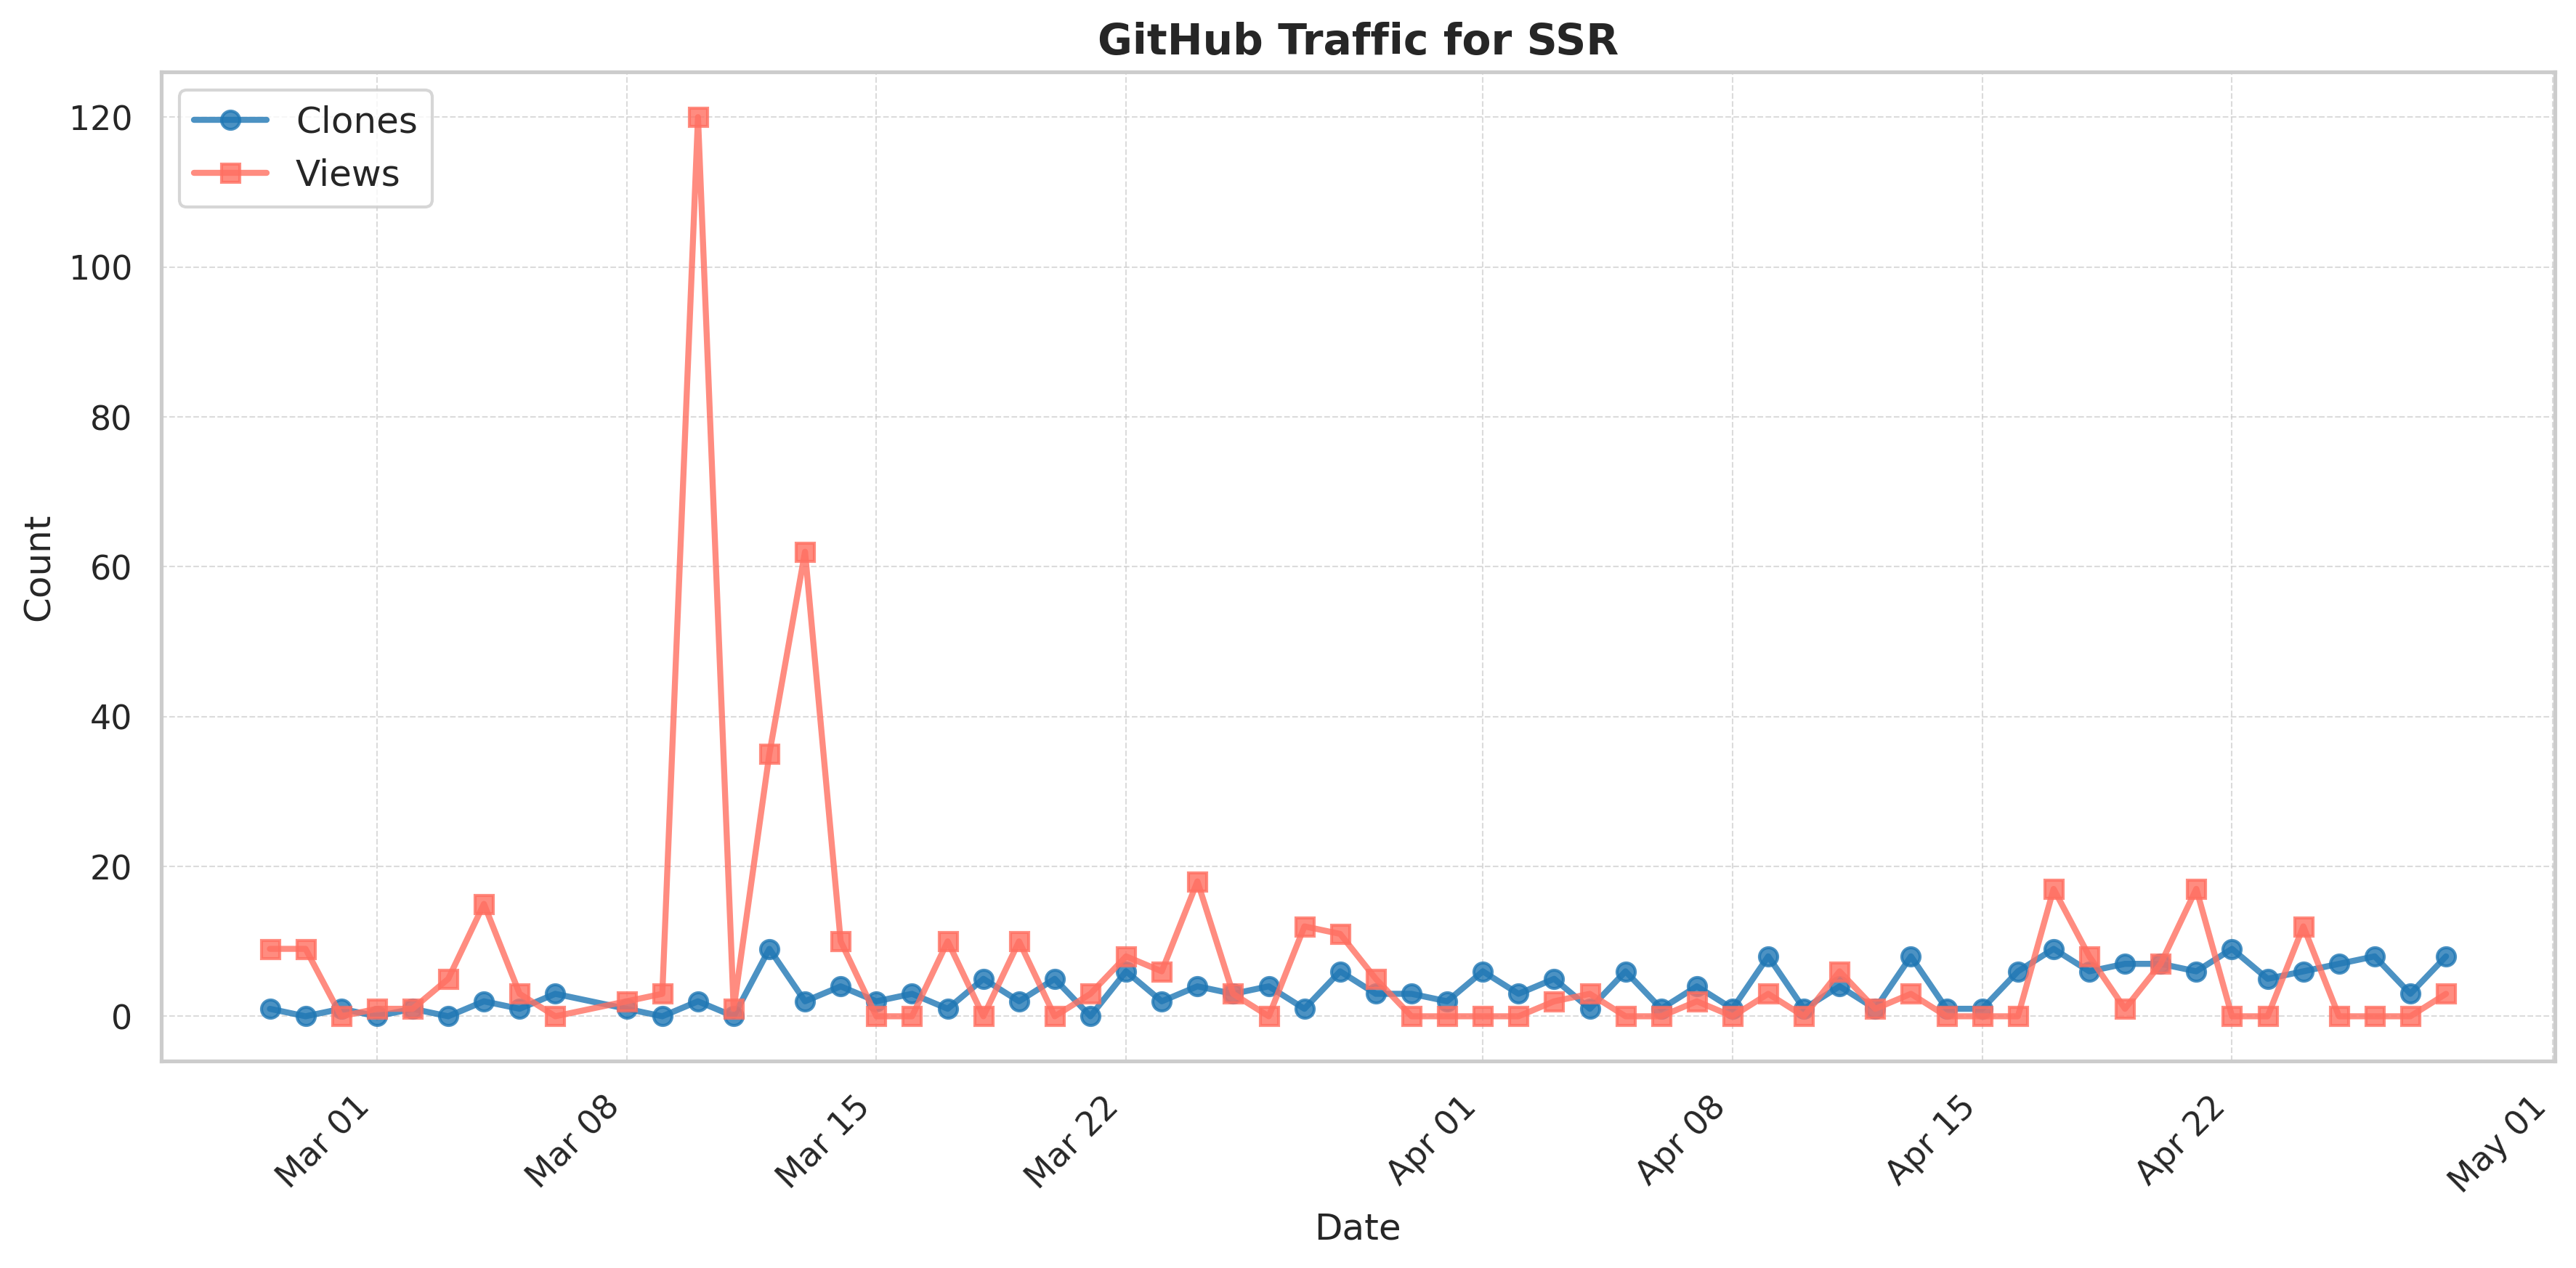 GitHub Traffic for SSR
Clones
Views
120
100
80
60
40
20
0
Count
Mar 01
Mar 08
Mar 15
Mar 22
Apr 01
Apr 08
Apr 15
Apr 22
May 01
Date